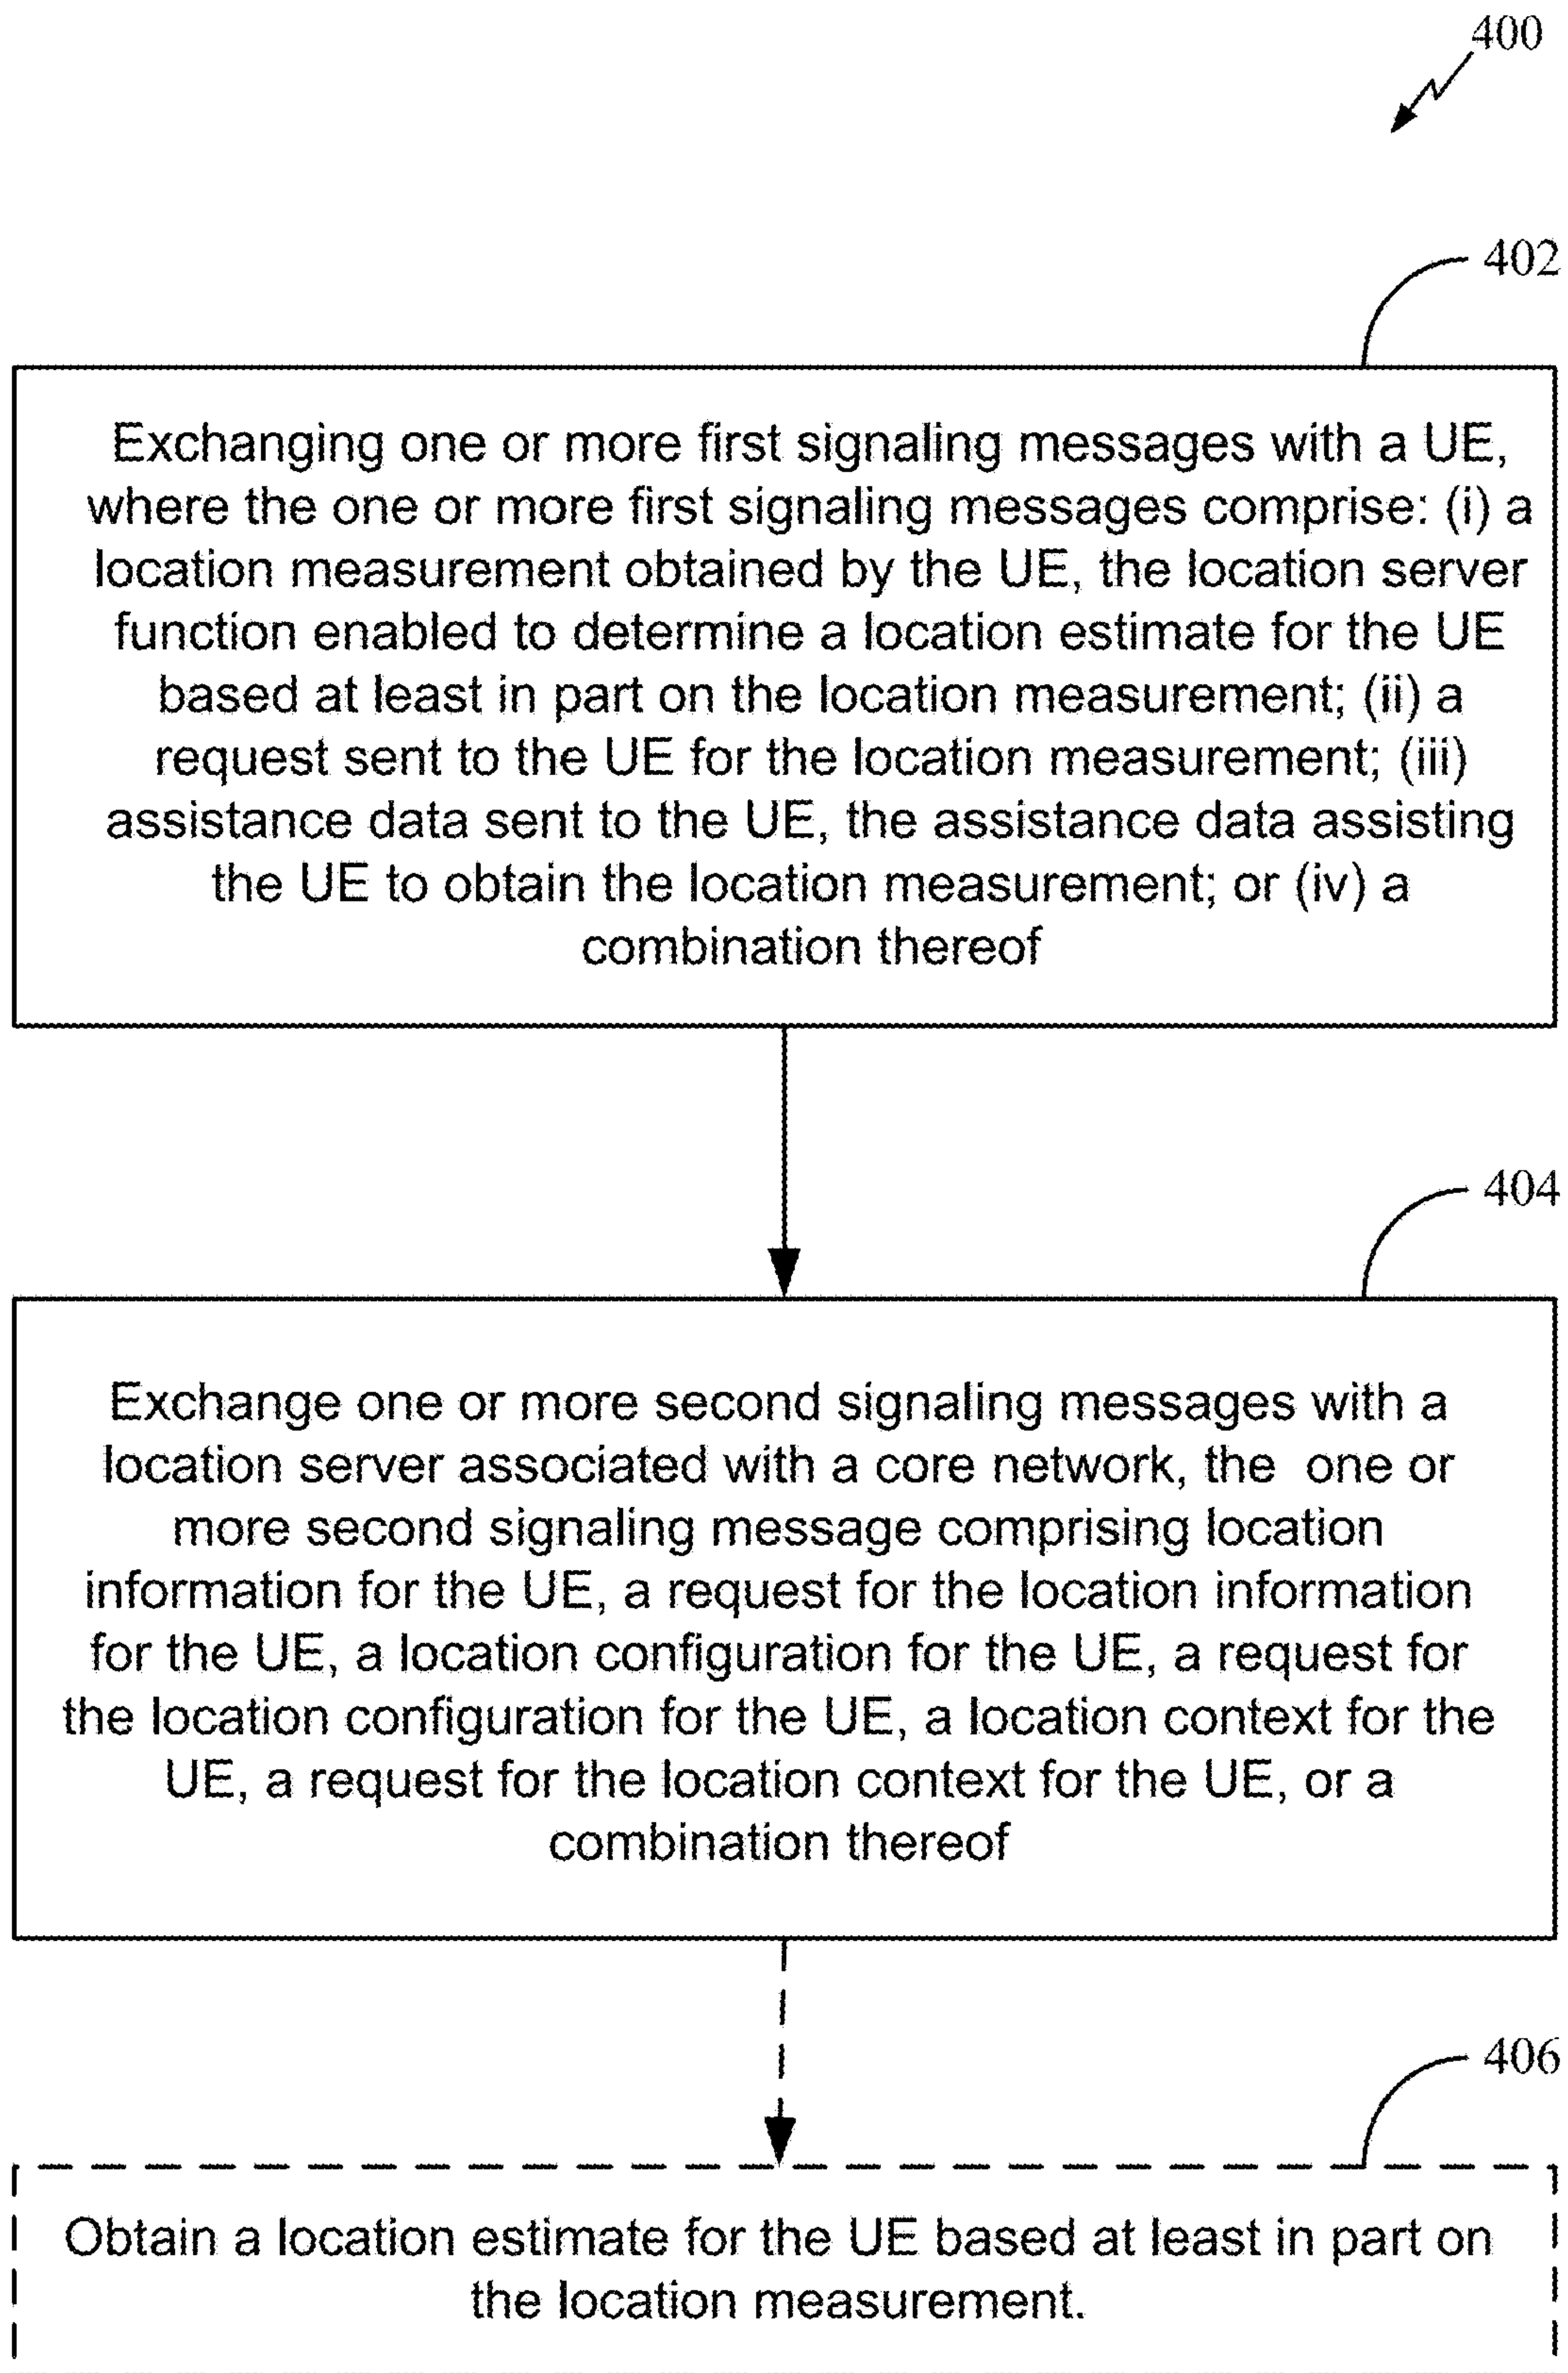 400
402
Exchanging one or more first signaling messages with a UE,
where the one or more first signaling messages comprise: (i) a
location measurement obtained by the UE, the location server
function enabled to determine a location estimate for the UE
based at least in part on the location measurement; (ii) a
request sent to the UE for the location measurement; (iii)
assistance data sent to the UE, the assistance data assisting
the UE to obtain the location measurement; or (iv) a
combination thereof
404
Exchange one or more second signaling messages with a
location server associated with a core network, the one or
more second signaling message comprising location
information for the UE, a request for the location information
for the UE, a location configuration for the UE, a request for
the location configuration for the UE, a location context for the
UE, a request for the location context for the UE, or a
combination thereof
406
Obtain a location estimate for the UE based at least in part on
the location measurement.